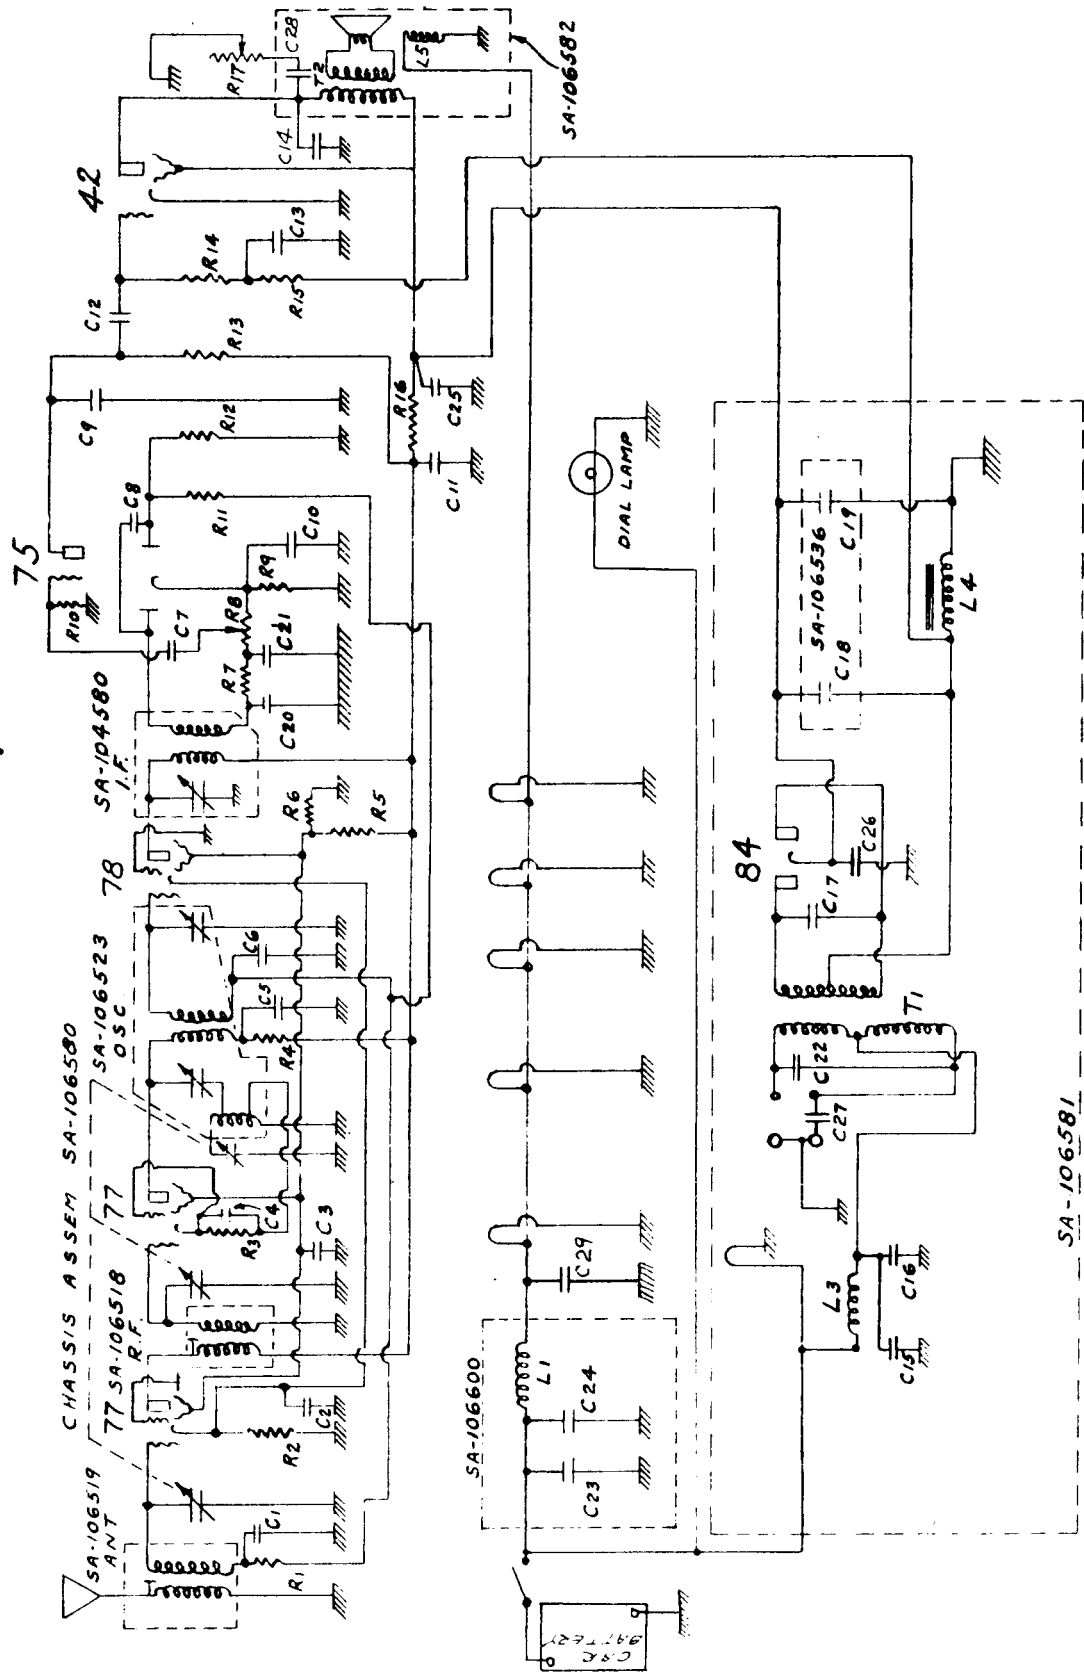 SA-106519
ANT
CHASSIS ASSEM SA-106580
77
SA-106518
R.F.
77
SA-106523
OSC
78
SA-104580
I.F.
75
42
R1
C1
R2
C2
C3
R3
C4
R4
C5
C6
R5
R6
C20
R7
C21
R8
R9
C10
C7
R10
C8
R11
R12
C9
R13
C12
R14
R15
C13
C11
R16
C25
C14
R17
C28
T2
L5
SA-106582
SA-106600
C23
C24
L1
C29
DIAL LAMP
CAR
BATTERY
C15
C16
L3
C27
C22
T1
84
C17
C26
SA-106536
C18
C19
L4
SA-106581